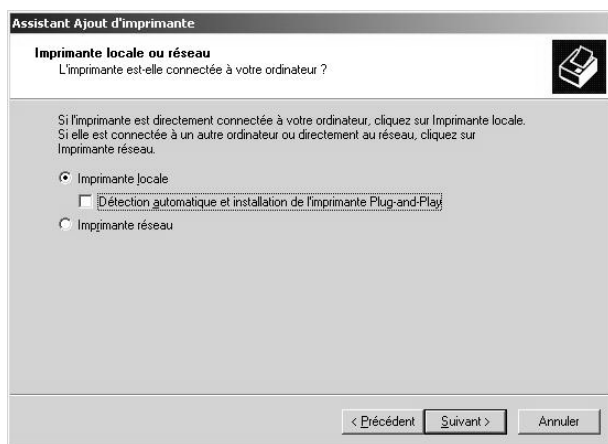 Assistant Ajout d'imprimante
Imprimante locale ou réseau
L'imprimante est-elle connectée à votre ordinateur ?
Si l'imprimante est directement connectée à votre ordinateur, cliquez sur Imprimante locale.
Si elle est connectée à un autre ordinateur ou directement au réseau, cliquez sur
Imprimante réseau.
Imprimante locale
Détection automatique et installation de l'imprimante Plug-and-Play
Imprimante réseau
< Précédent Suivant > Annuler